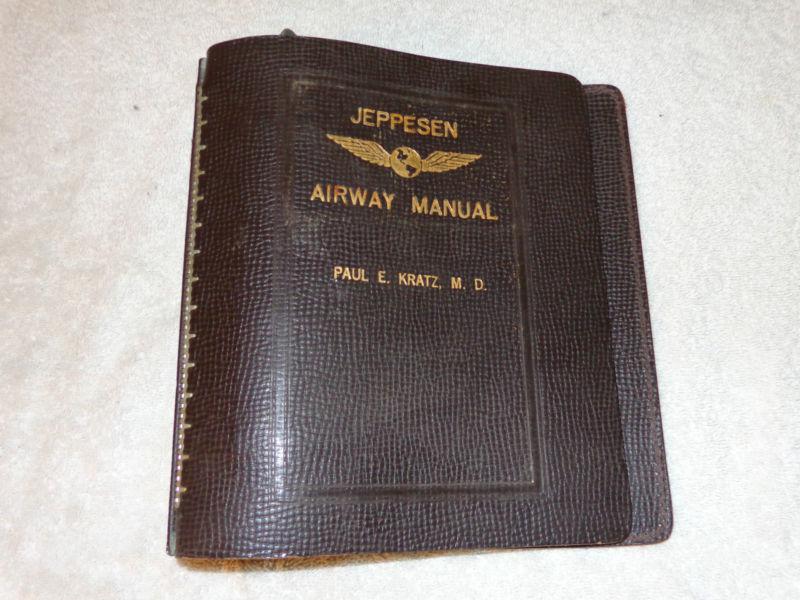 JEPPESEN
AIRWAY MANUAL
PAUL E. KRATZ, M. D.